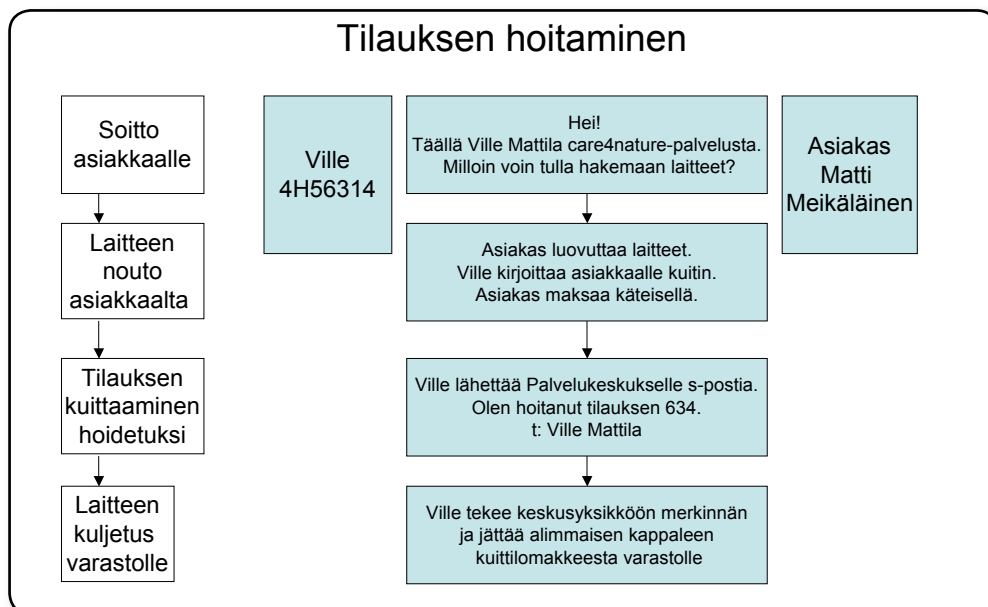 Tilauksen hoitaminen
Soitto
asiakkaalle
Ville
4H56314
Hei!
Täällä Ville Mattila care4nature-palvelusta.
Milloin voin tulla hakemaan laitteet?
Asiakas
Matti
Meikäläinen
Laitteen
nouto
asiakkaalta
Asiakas luovuttaa laitteet.
Ville kirjoittaa asiakkaalle kuitin.
Asiakas maksaa käteisellä.
Tilauksen
kuittaaminen
hoidetuksi
Ville lähettää Palvelukeskukselle s-postia.
Olen hoitanut tilauksen 634.
t: Ville Mattila
Laitteen
kuljetus
varastolle
Ville tekee keskusyksikköön merkinnän
ja jättää alimmaisen kappaleen
kuittilomakkeesta varastolle